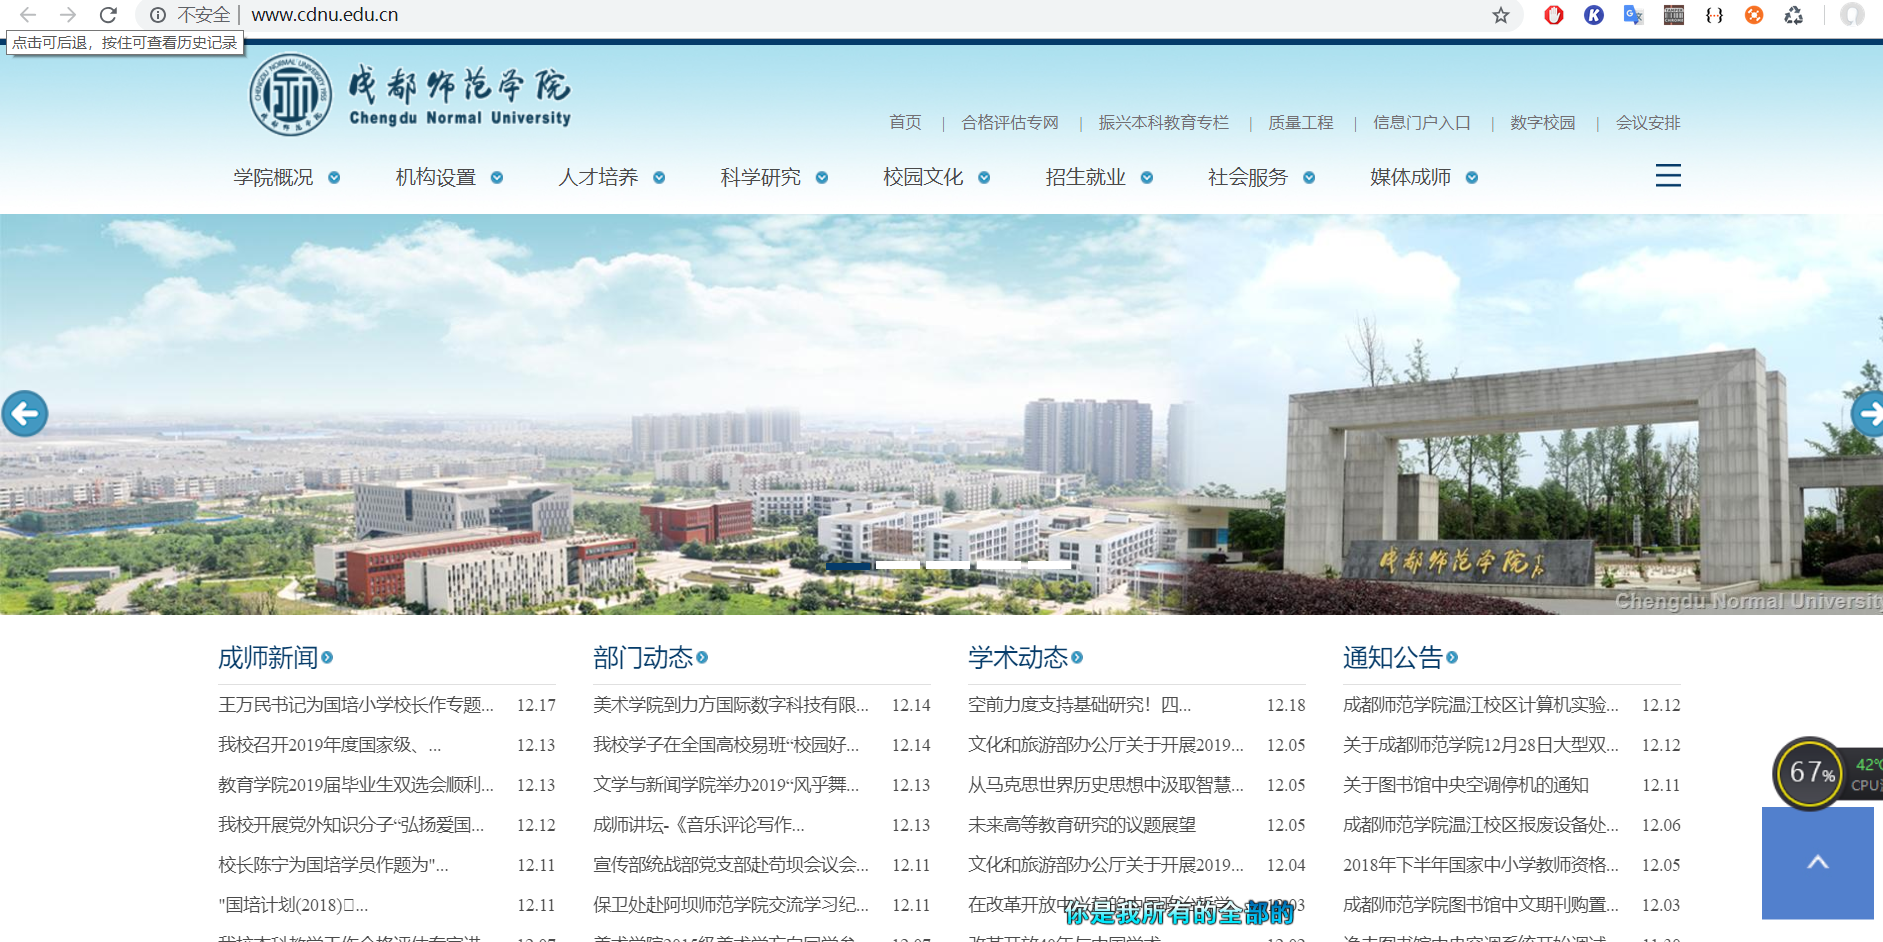 不安全 | www.cdnu.edu.cn
点击可后退，按住可查看历史记录
成都师范学院
Chengdu Normal University
首页 | 合格评估专网 | 振兴本科教育专栏 | 质量工程 | 信息门户入口 | 数字校园 | 会议安排
学院概况 机构设置 人才培养 科学研究 校园文化 招生就业 社会服务 媒体成师
成都师范学院
Chengdu Normal University
成师新闻
王万民书记为国培小学校长作专题... 12.17
我校召开2019年度国家级、... 12.13
教育学院2019届毕业生双选会顺利... 12.13
我校开展党外知识分子“弘扬爱国... 12.12
校长陈宁为国培学员作题为"... 12.11
"国培计划(2018)... 12.11
部门动态
美术学院到力方国际数字科技有限... 12.14
我校学子在全国高校易班“校园好... 12.14
文学与新闻学院举办2019“风乎舞... 12.13
成师讲坛-《音乐评论写作... 12.13
宣传部统战部党支部赴苟坝会议会... 12.11
保卫处赴阿坝师范学院交流学习纪... 12.11
学术动态
空前力度支持基础研究！四... 12.18
文化和旅游部办公厅关于开展2019... 12.05
从马克思世界历史思想中汲取智慧... 12.05
未来高等教育研究的议题展望 12.05
文化和旅游部办公厅关于开展2019... 12.04
在改革开放中
通知公告
成都师范学院温江校区计算机实验... 12.12
关于成都师范学院12月28日大型双... 12.12
关于图书馆中央空调停机的通知 12.11
成都师范学院温江校区报废设备处... 12.06
2018年下半年国家中小学教师资格... 12.05
成都师范学院图书馆中文期刊购置... 12.03
67%
42℃
CPU
你是我所有的全部的